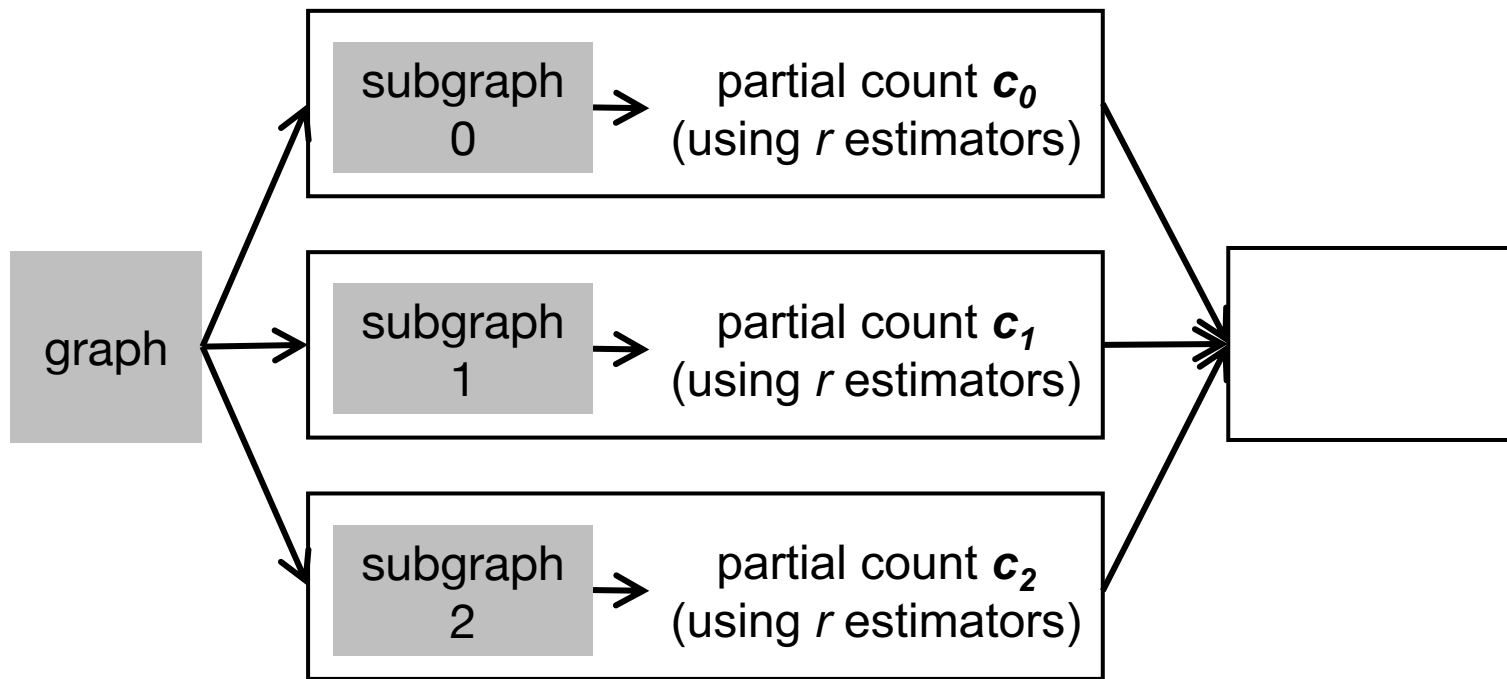 graph
subgraph
0
partial count c0
(using r estimators)
subgraph
1
partial count c1
(using r estimators)
subgraph
2
partial count c2
(using r estimators)